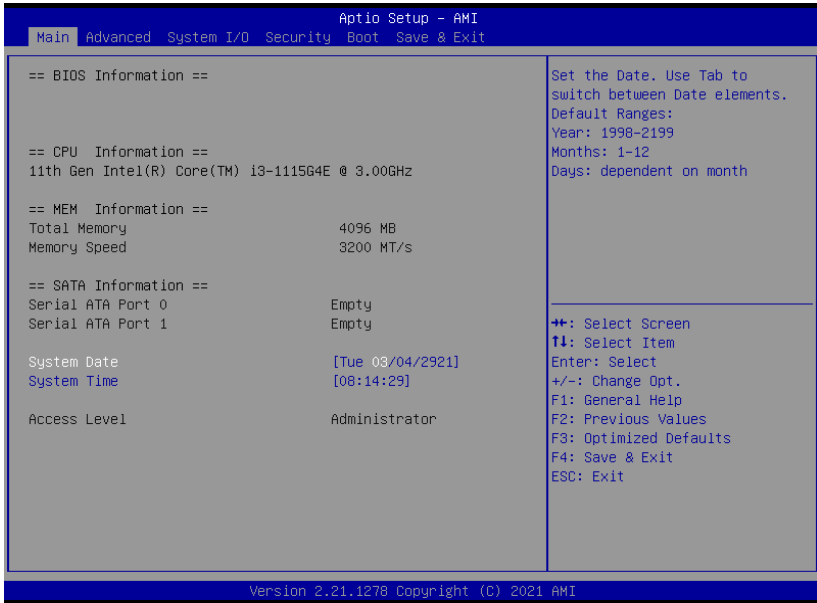 Aptio Setup – AMI
Main Advanced System I/O Security Boot Save & Exit
== BIOS Information ==
== CPU Information ==
11th Gen Intel(R) Core(TM) i3-1115G4E @ 3.00GHz
== MEM Information ==
Total Memory 4096 MB
Memory Speed 3200 MT/s
== SATA Information ==
Serial ATA Port 0 Empty
Serial ATA Port 1 Empty
System Date [Tue 03/04/2921]
System Time [08:14:29]
Access Level Administrator
Set the Date. Use Tab to
switch between Date elements.
Default Ranges:
Year: 1998-2199
Months: 1-12
Days: dependent on month
→←: Select Screen
↑↓: Select Item
Enter: Select
+/-: Change Opt.
F1: General Help
F2: Previous Values
F3: Optimized Defaults
F4: Save & Exit
ESC: Exit
Version 2.21.1278 Copyright (C) 2021 AMI